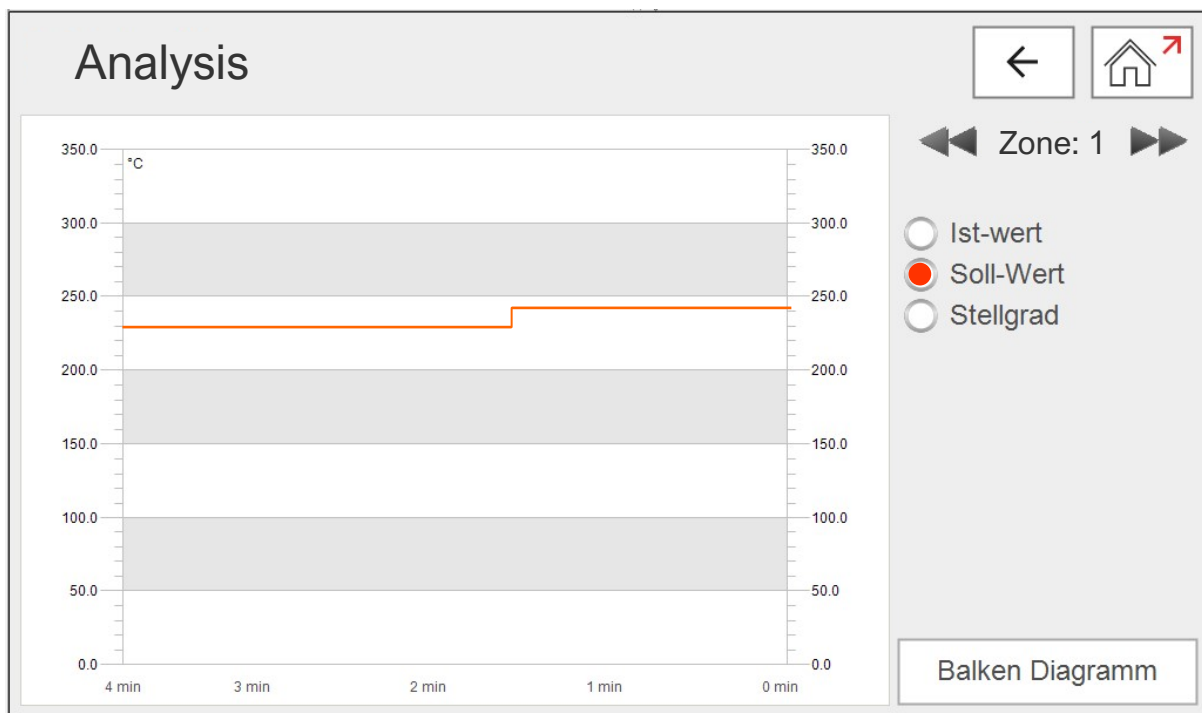 Analysis
Zone: 1
°C
350.0 350.0
300.0 300.0
250.0 250.0
200.0 200.0
150.0 150.0
100.0 100.0
50.0 50.0
0.0 0.0
4 min 3 min 2 min 1 min 0 min
Ist-wert
Soll-Wert
Stellgrad
Balken Diagramm